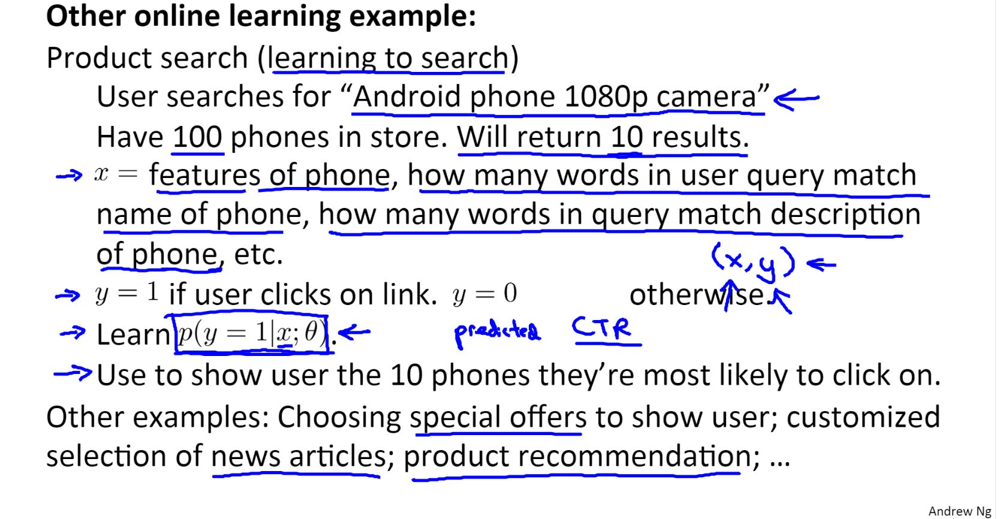 Other online learning example:
Product search (learning to search)
User searches for “Android phone 1080p camera”
Have 100 phones in store. Will return 10 results.
x = features of phone, how many words in user query match
name of phone, how many words in query match description
of phone, etc.
(x, y)
y = 1 if user clicks on link. y = 0 otherwise.
Learn p(y = 1|x; θ).
predicted CTR
Use to show user the 10 phones they’re most likely to click on.
Other examples: Choosing special offers to show user; customized
selection of news articles; product recommendation; ...
Andrew Ng